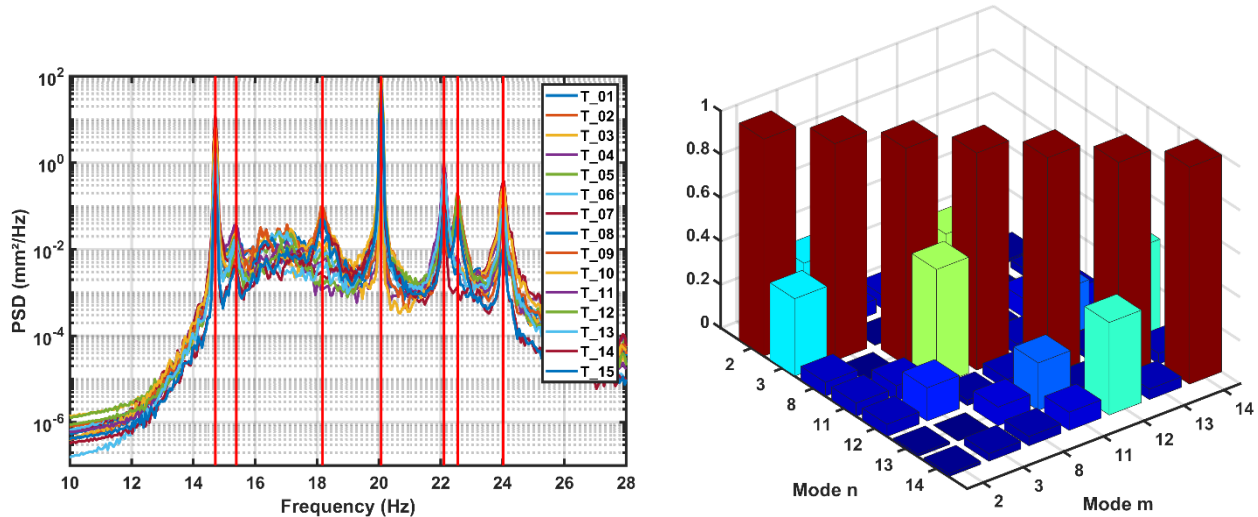 PSD (mm²/Hz)
10²
10⁰
10⁻²
10⁻⁴
10⁻⁶
10 12 14 16 18 20 22 24 26 28
Frequency (Hz)
T_01
T_02
T_03
T_04
T_05
T_06
T_07
T_08
T_09
T_10
T_11
T_12
T_13
T_14
T_15
1
0.8
0.6
0.4
0.2
0
2
3
8
11
12
13
14
Mode n
2
3
8
11
12
13
14
Mode m